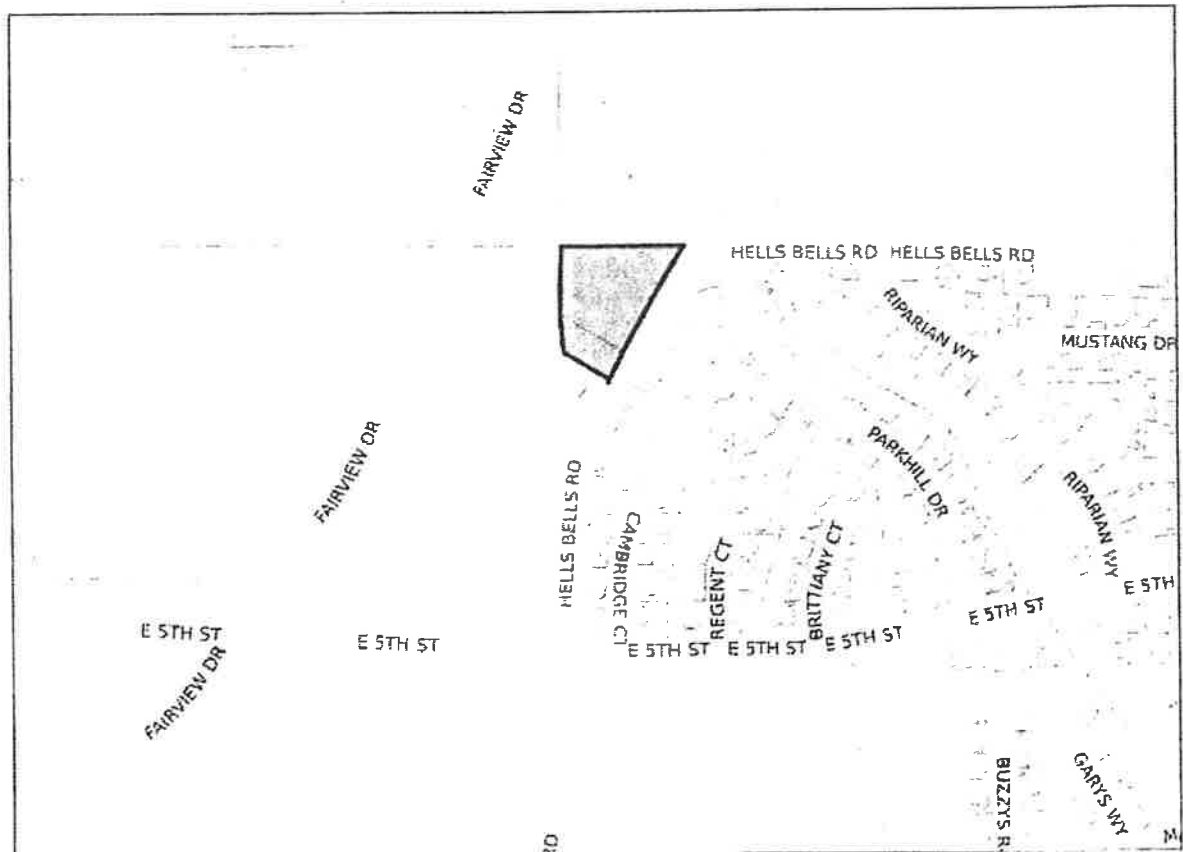 FAIRVIEW DR
HELLS BELLS RD HELLS BELLS RD
RIPARIAN WY
MUSTANG DR
FAIRVIEW DR
PARKHILL DR
HELLS BELLS RD
CAMBRIDGE CT
REGENT CT
BRITTIANY CT
RIPARIAN WY
E 5TH
E 5TH ST
E 5TH ST
E 5TH ST
E 5TH ST
E 5TH ST
E 5TH ST
FAIRVIEW DR
BUZZYS R
GARYS WY
RD
M